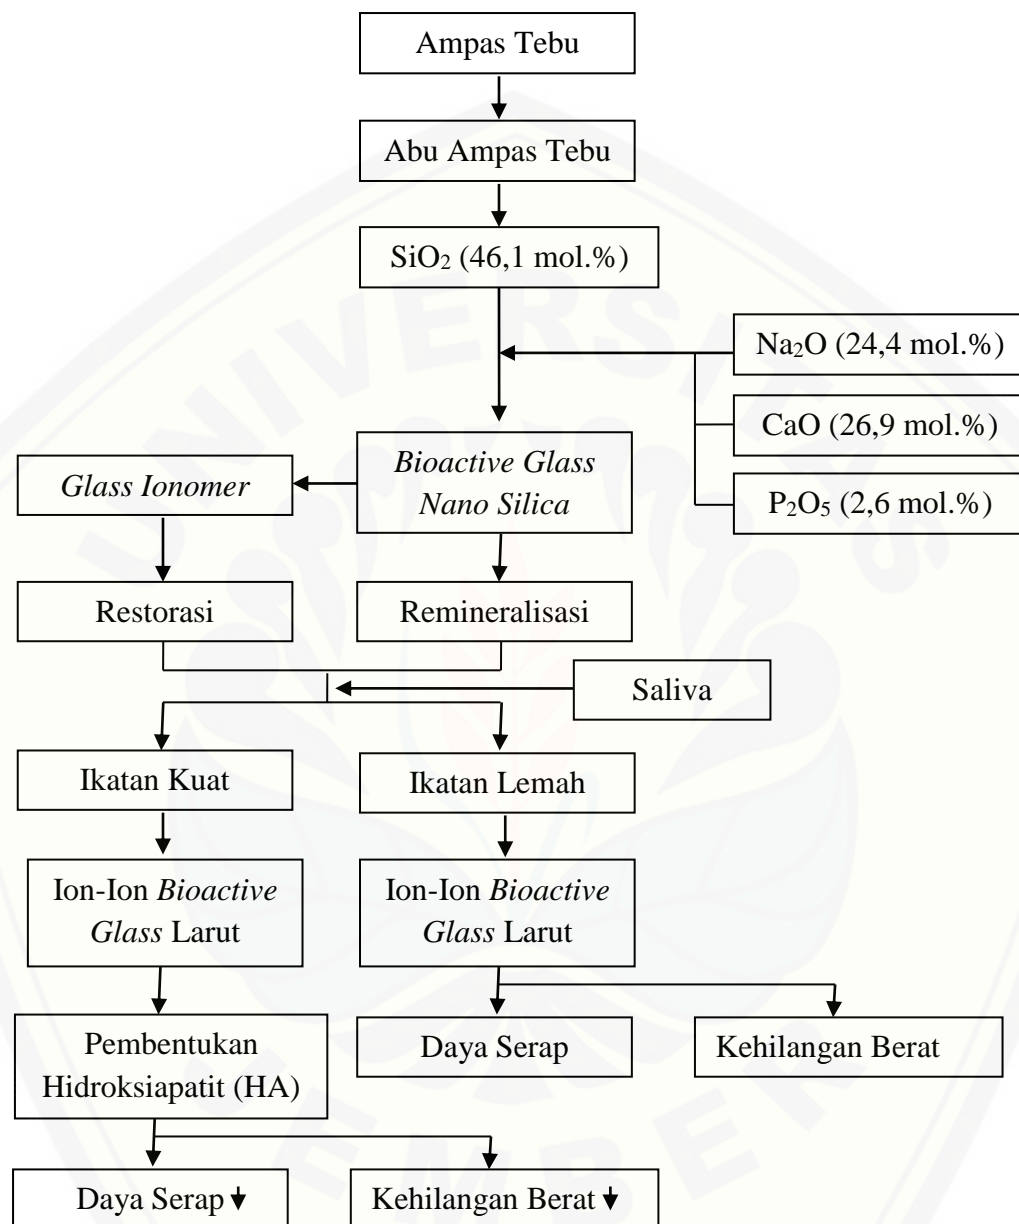 Ampas Tebu
Abu Ampas Tebu
SiO₂ (46,1 mol.%)
Na₂O (24,4 mol.%)
CaO (26,9 mol.%)
P₂O₅ (2,6 mol.%)
Bioactive Glass
Nano Silica
Glass Ionomer
Restorasi
Remineralisasi
Saliva
Ikatan Kuat
Ikatan Lemah
Ion-Ion Bioactive
Glass Larut
Ion-Ion Bioactive
Glass Larut
Pembentukan
Hidroksiapatit (HA)
Daya Serap
Kehilangan Berat
Daya Serap
Kehilangan Berat
UNIVERSITAS
JEMBER